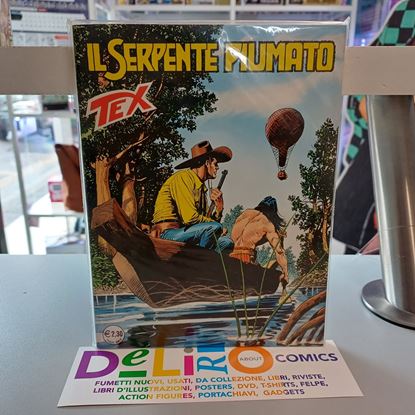 IL SERPENTE PIUMATO
TEX
€ 2,30
DELIRIO ABOUT COMICS
FUMETTI NUOVI, USATI, DA COLLEZIONE, LIBRI, RIVISTE,
LIBRI D'ILLUSTRAZIONI, POSTERS, DVD, T-SHIRTS, FELPE,
ACTION FIGURES, PORTACHIAVI, GADGETS